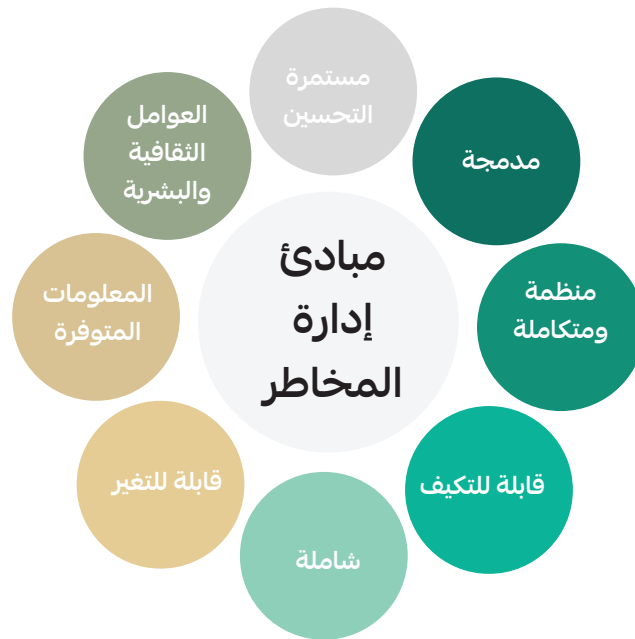 مبادئ
إدارة
المخاطر
مستمرة
التحسين
مدمجة
منظمة
ومتكاملة
قابلة للتكيف
شاملة
قابلة للتغير
المعلومات
المتوفرة
العوامل
الثقافية
والبشرية